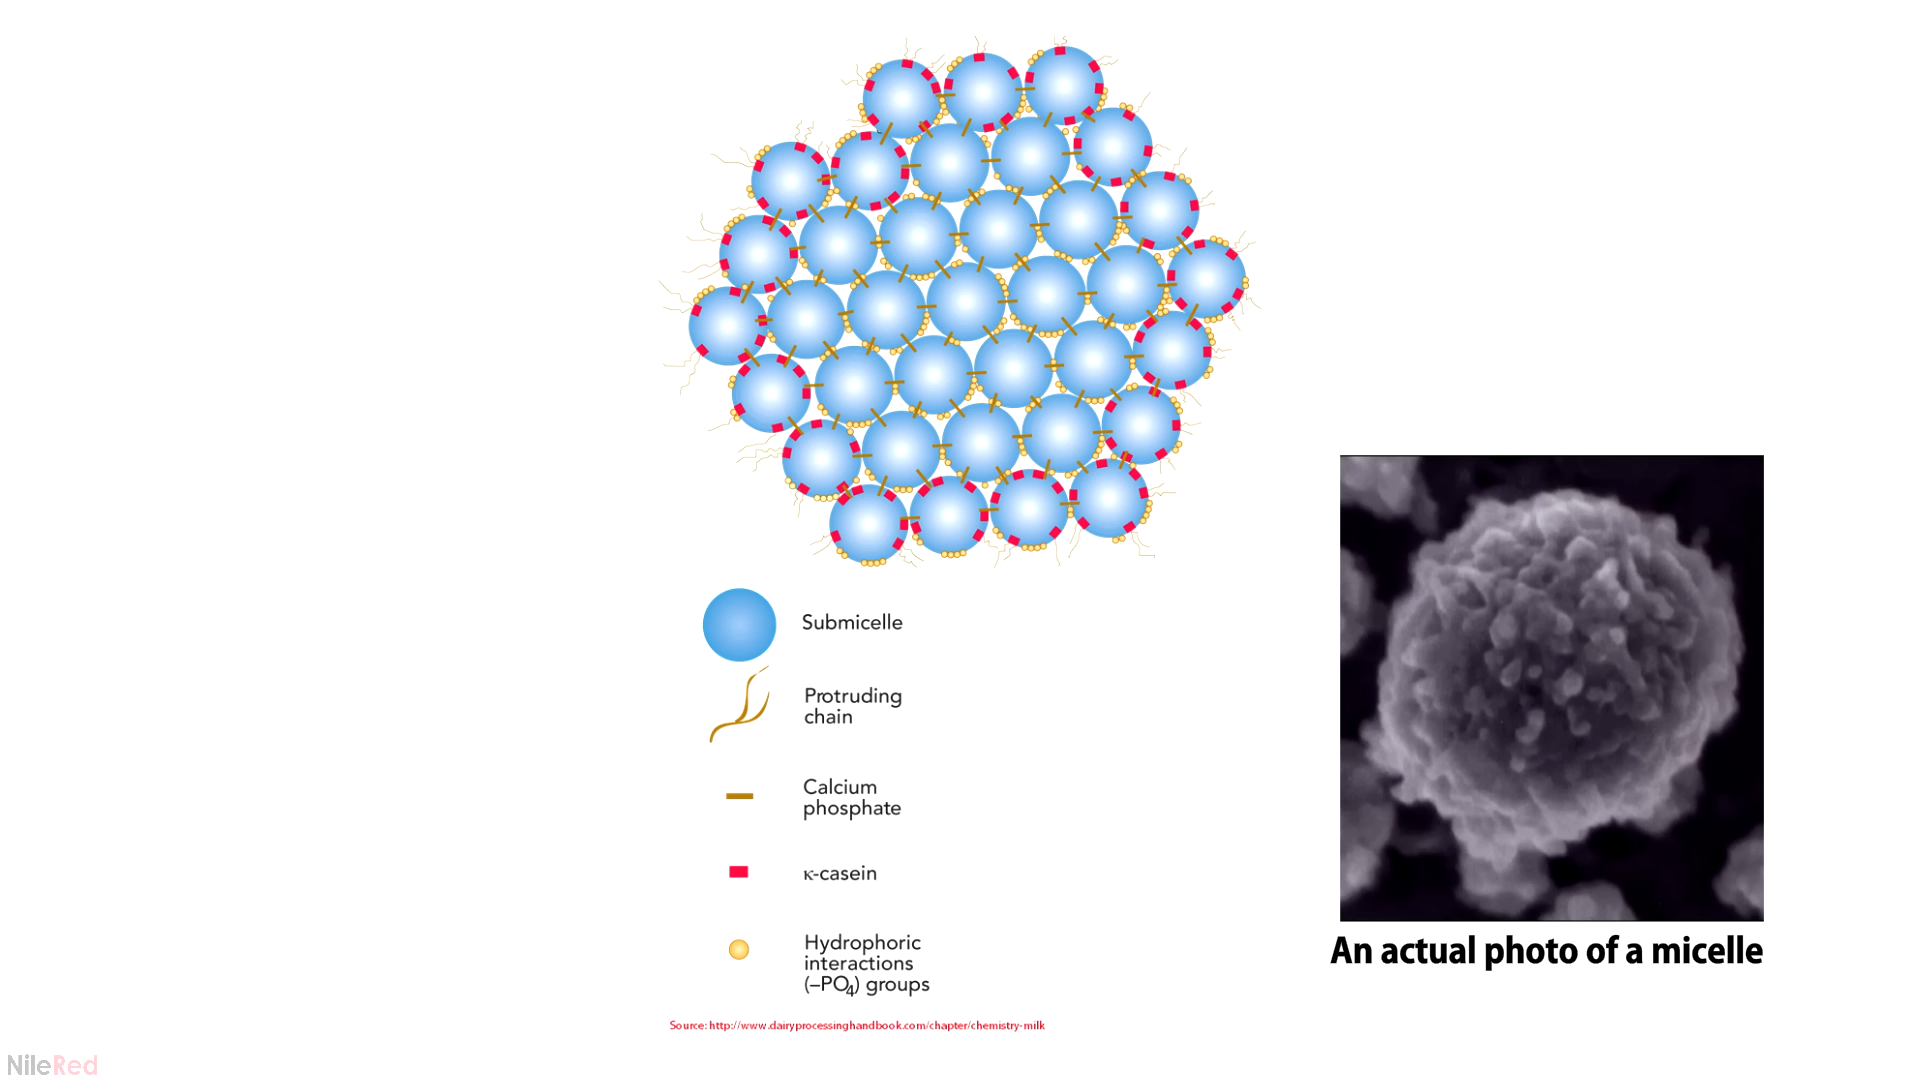 Submicelle
Protruding
chain
Calcium
phosphate
κ-casein
Hydrophoric
interactions
(–PO4) groups
An actual photo of a micelle
Source: http://www.dairyprocessinghandbook.com/chapter/chemistry-milk
NileRed